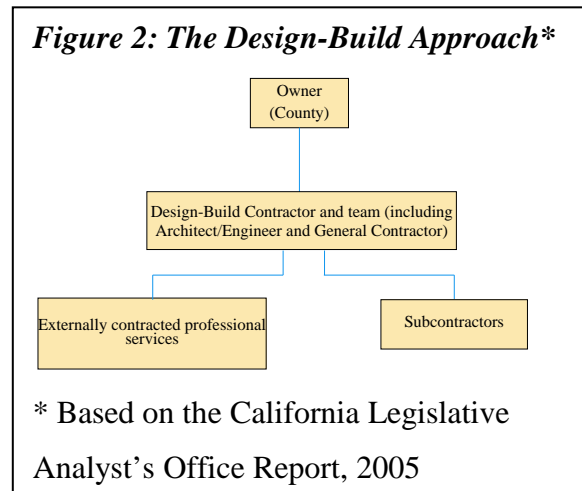 Figure 2: The Design-Build Approach*
Owner
(County)
Design-Build Contractor and team (including
Architect/Engineer and General Contractor)
Externally contracted professional
services
Subcontractors
* Based on the California Legislative
Analyst's Office Report, 2005